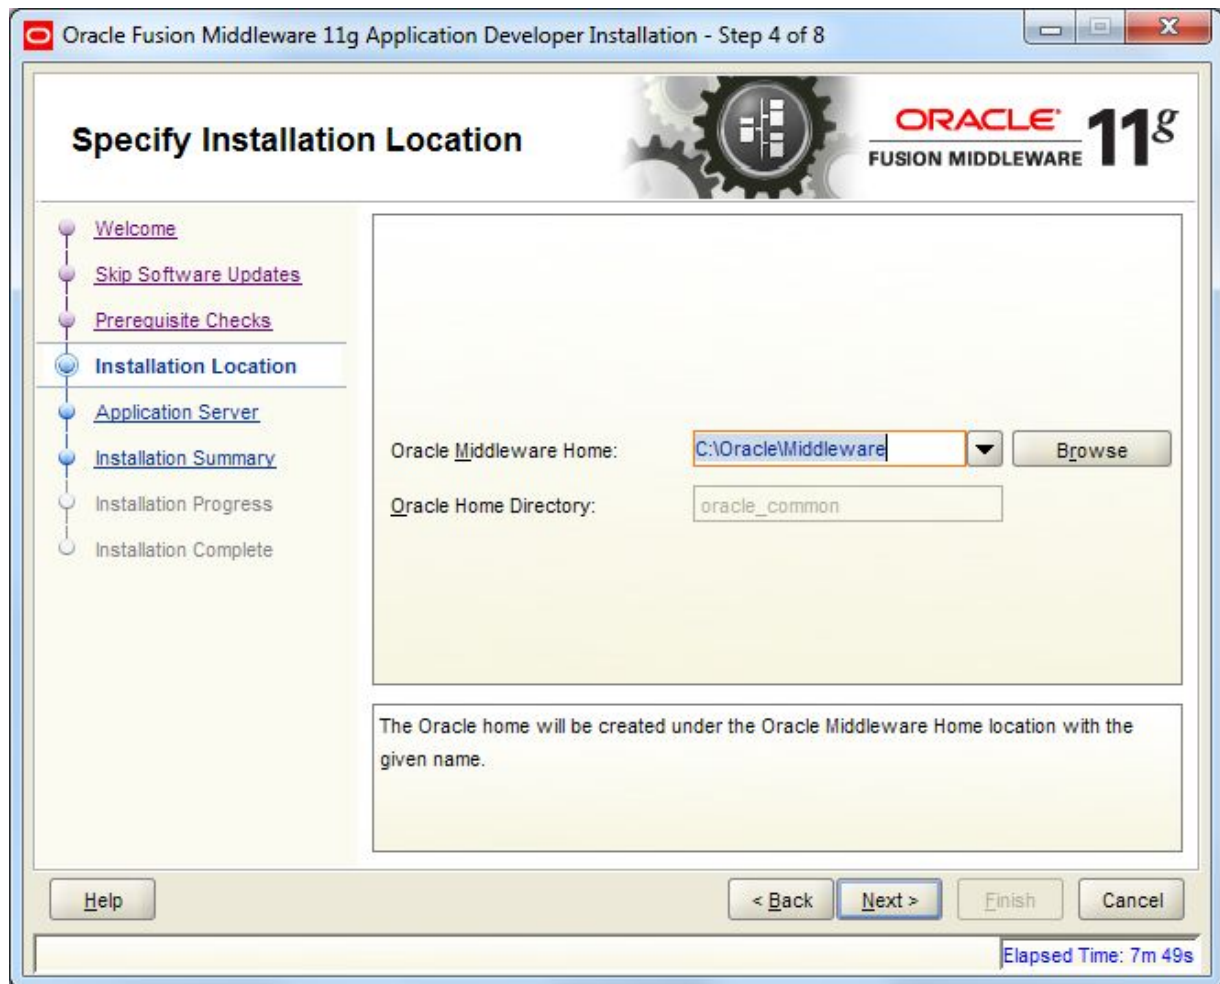 Oracle Fusion Middleware 11g Application Developer Installation - Step 4 of 8
Specify Installation Location
ORACLE
FUSION MIDDLEWARE
11g
Welcome
Skip Software Updates
Prerequisite Checks
Installation Location
Application Server
Installation Summary
Installation Progress
Installation Complete
Oracle Middleware Home: C:\Oracle\Middleware Browse
Oracle Home Directory: oracle_common
The Oracle home will be created under the Oracle Middleware Home location with the
given name.
Help < Back Next > Finish Cancel
Elapsed Time: 7m 49s